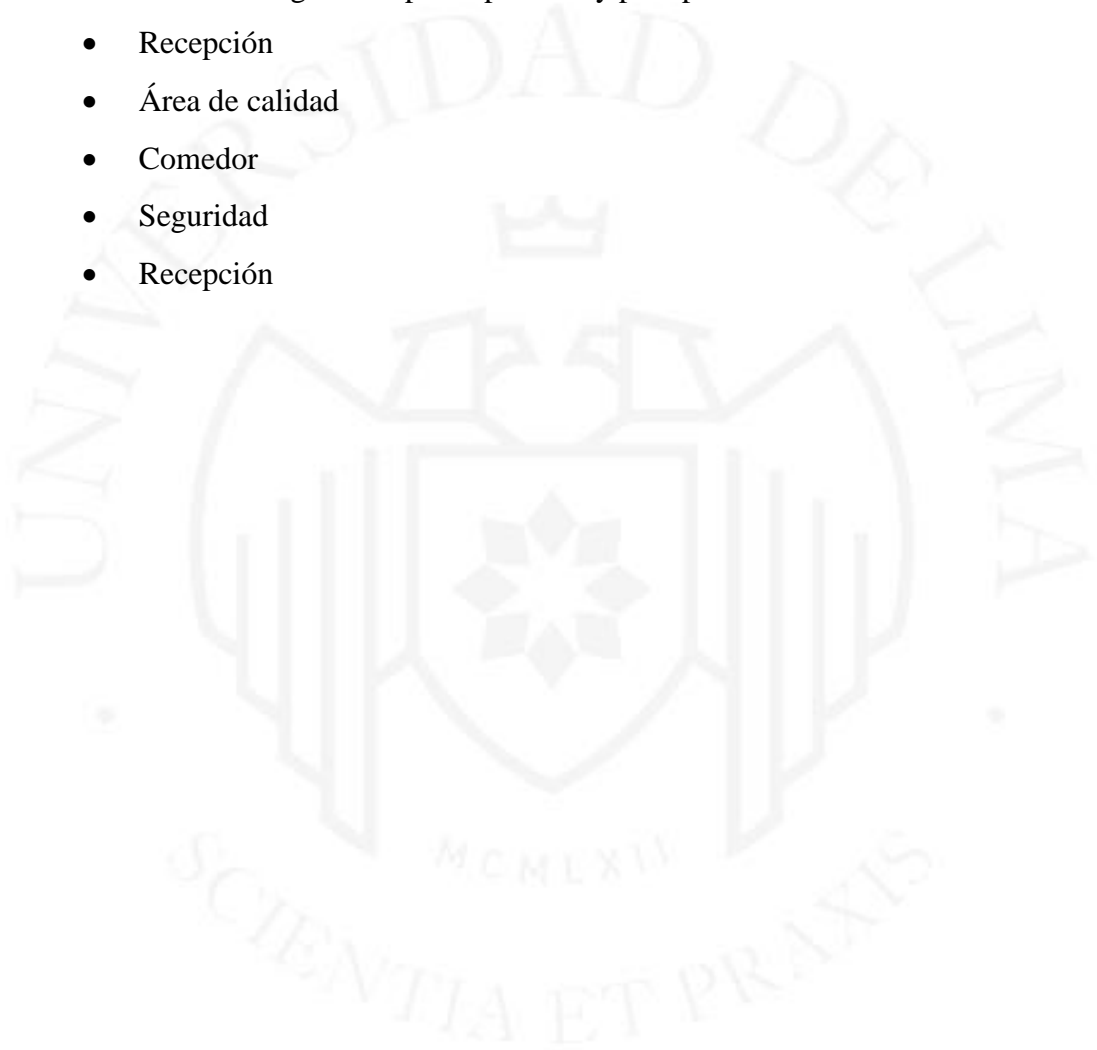 • Recepción
• Área de calidad
• Comedor
• Seguridad
• Recepción
UNIVERSIDAD DE LIMA
MCMLXII
SCIENTIA ET PRAXIS